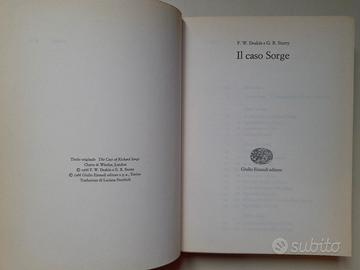 Titolo originale The Case of Richard Sorge
Chatto & Windus, London
© 1966 F. W. Deakin e G. R. Storry
© 1966 Giulio Einaudi editore s. p. a., Torino
Traduzione di Luciana
F. W. Deakin e G. R. Storry
Il caso Sorge
Giulio Einaudi editore
subito